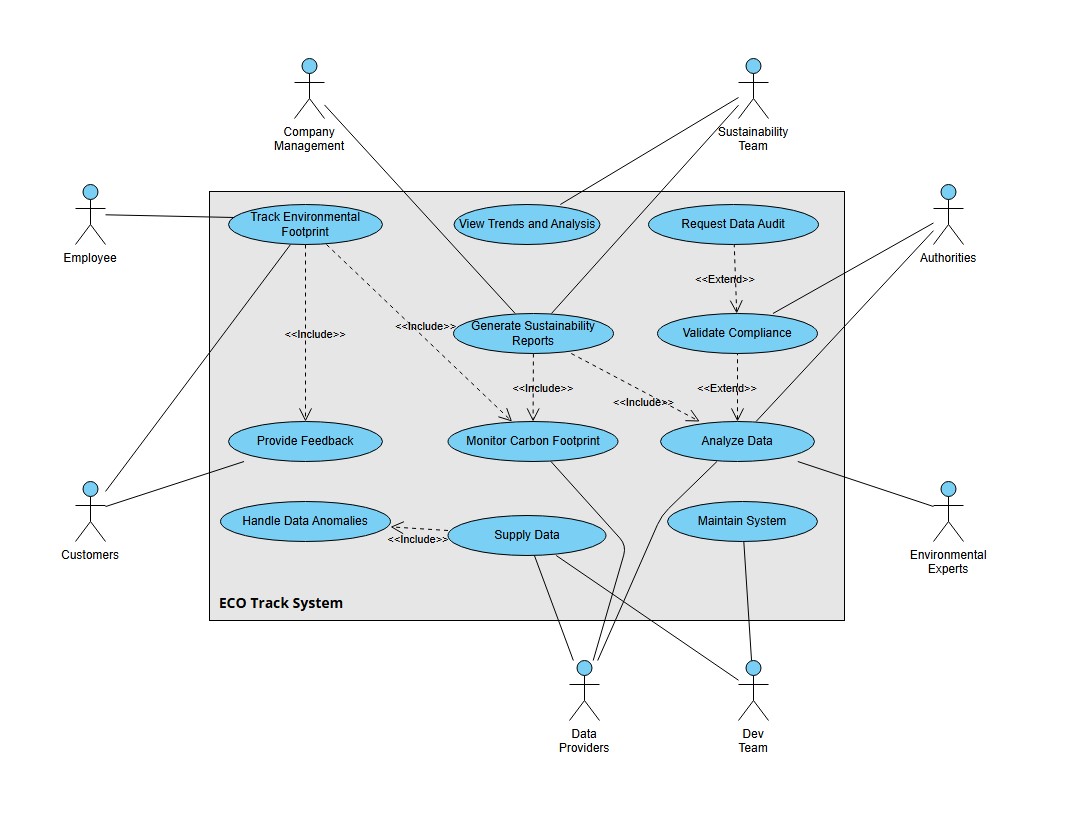 Company
Management
Sustainability
Team
Employee
Authorities
Track Environmental
Footprint
View Trends and Analysis
Request Data Audit
<<Extend>>
<<Include>>
<<Include>>
Generate Sustainability
Reports
Validate Compliance
<<Include>>
<<Extend>>
<<Include>>
Provide Feedback
Monitor Carbon Footprint
Analyze Data
Customers
Environmental
Experts
Handle Data Anomalies
<<Include>>
Supply Data
Maintain System
ECO Track System
Data
Providers
Dev
Team